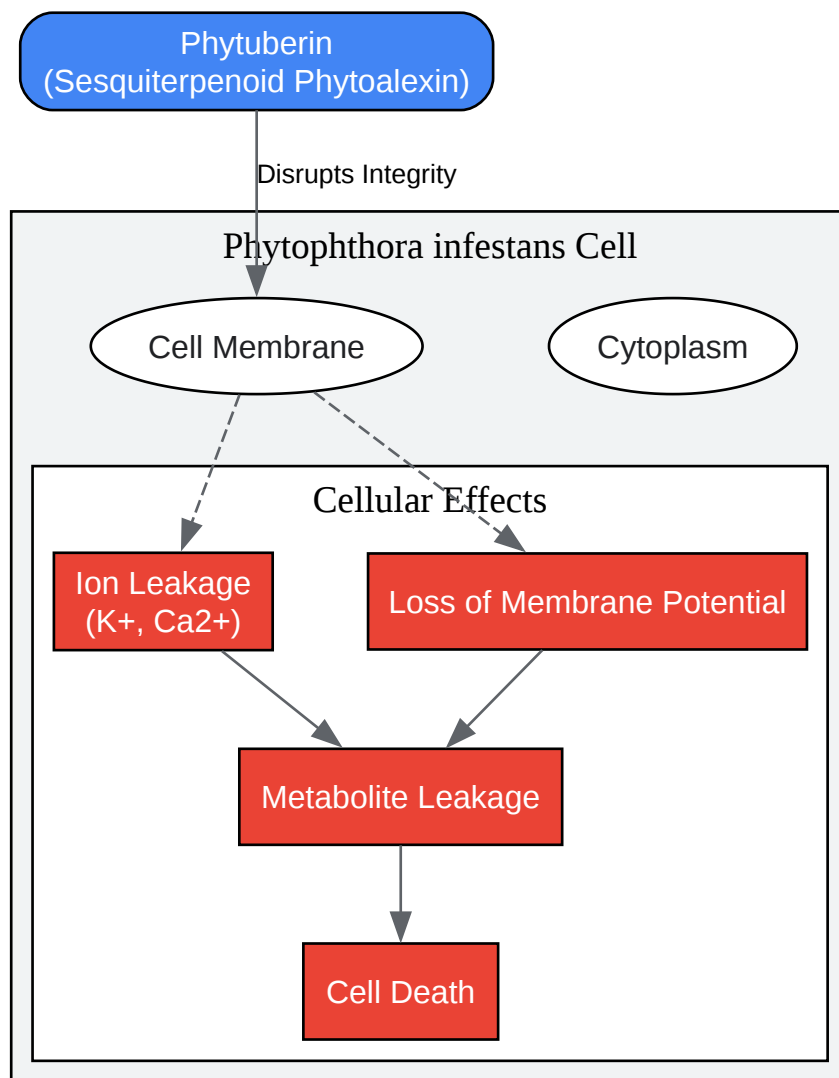 Phytuberin
(Sesquiterpenoid Phytoalexin)
Disrupts Integrity
Phytophthora infestans Cell
Cell Membrane
Cytoplasm
Cellular Effects
Ion Leakage
(K+, Ca2+)
Loss of Membrane Potential
Metabolite Leakage
Cell Death